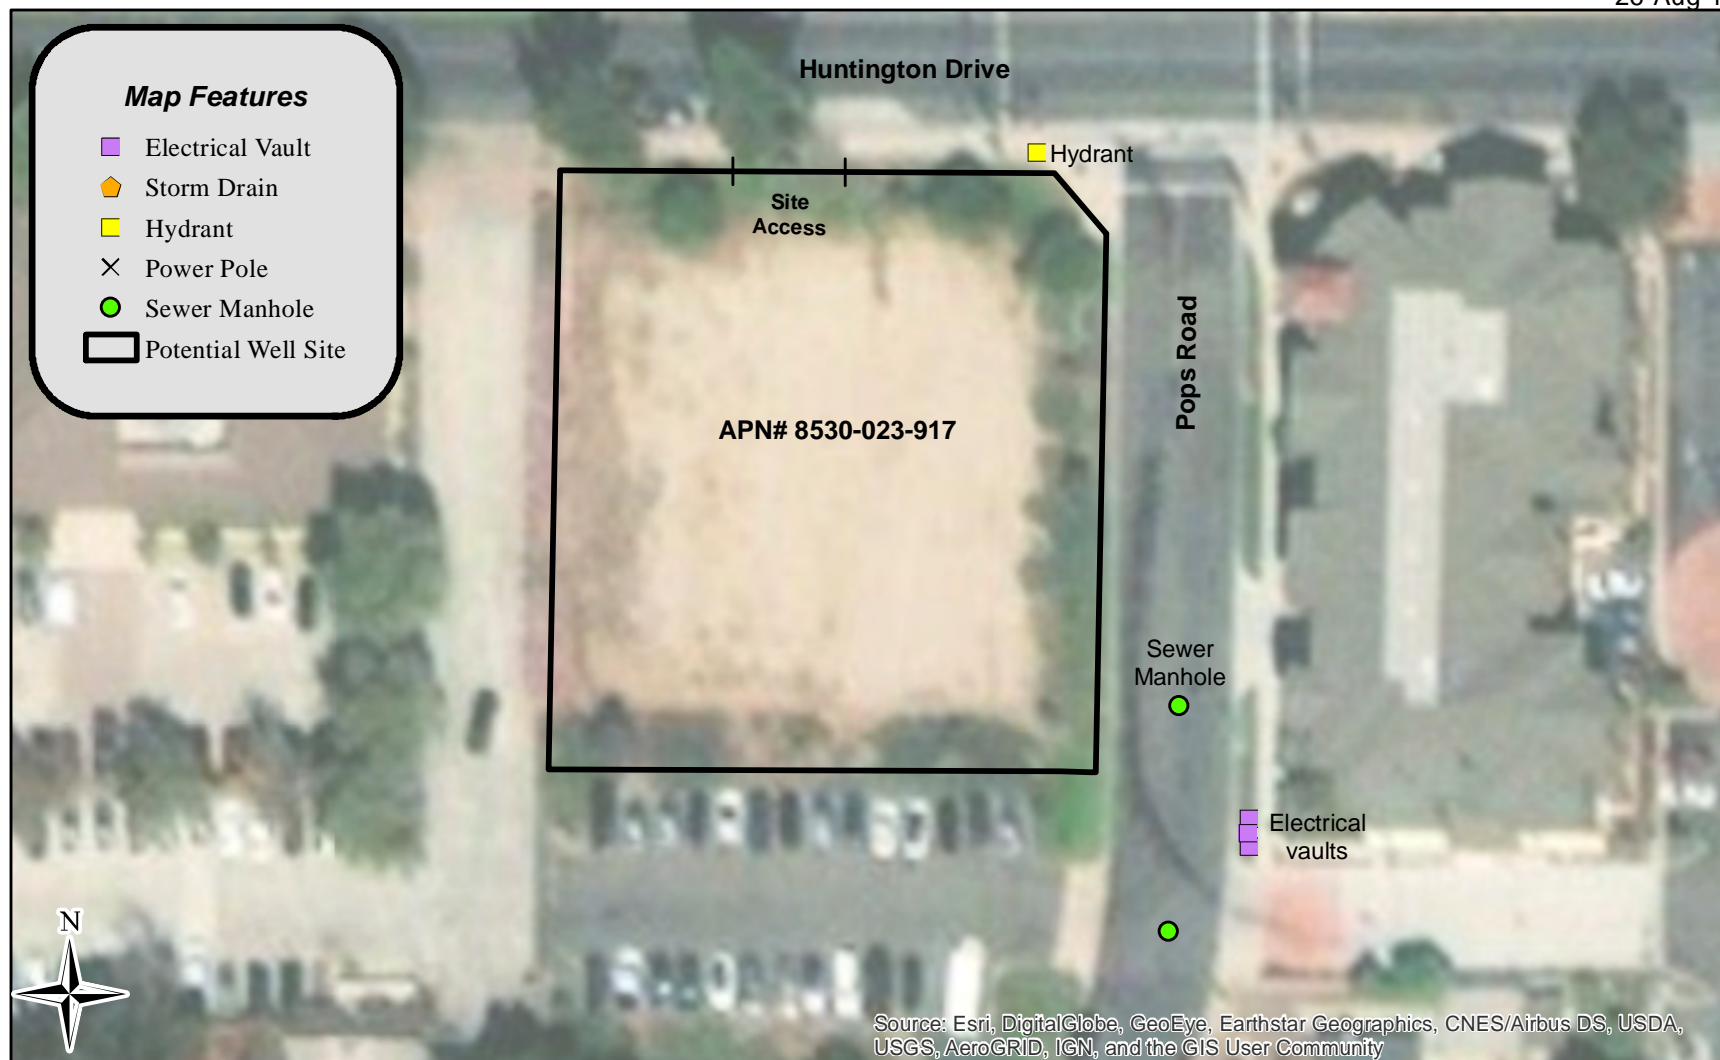 Huntington Drive
Map Features
Electrical Vault
Storm Drain
Hydrant
Power Pole
Sewer Manhole
Potential Well Site
Hydrant
Site
Access
Pops Road
APN# 8530-023-917
Sewer
Manhole
Electrical
vaults
N
Source: Esri, DigitalGlobe, GeoEye, Earthstar Geographics, CNES/Airbus DS, USDA,
USGS, AeroGRID, IGN, and the GIS User Community